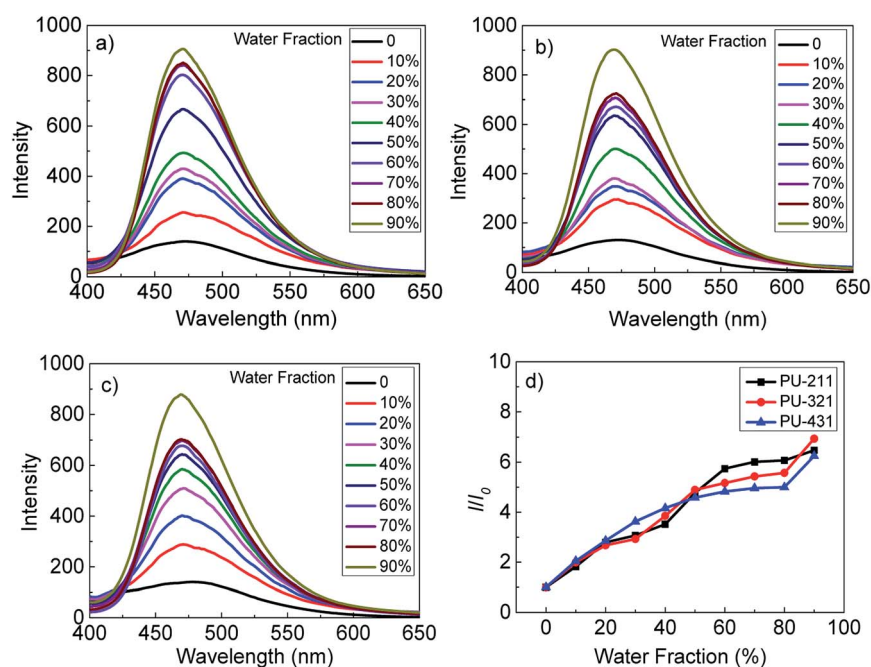 a)
Water Fraction
0
10%
20%
30%
40%
50%
60%
70%
80%
90%
1000
800
600
400
200
0
Intensity
400 450 500 550 600 650
Wavelength (nm)
b)
Water Fraction
0
10%
20%
30%
40%
50%
60%
70%
80%
90%
1000
800
600
400
200
0
Intensity
400 450 500 550 600 650
Wavelength (nm)
c)
Water Fraction
0
10%
20%
30%
40%
50%
60%
70%
80%
90%
1000
800
600
400
200
0
Intensity
400 450 500 550 600 650
Wavelength (nm)
d)
PU-211
PU-321
PU-431
10
8
6
4
2
0
I/I0
0 20 40 60 80 100
Water Fraction (%)